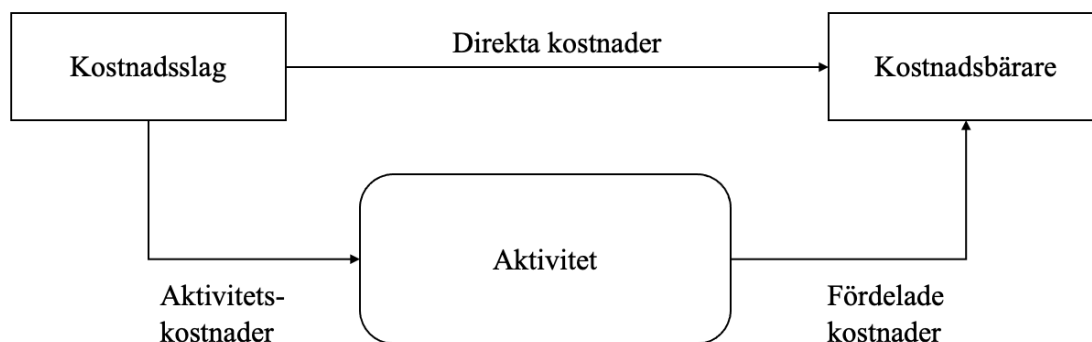 Direkta kostnader
Kostnadsslag
Kostnadsbärare
Aktivitet
Aktivitets-
kostnader
Fördelade
kostnader